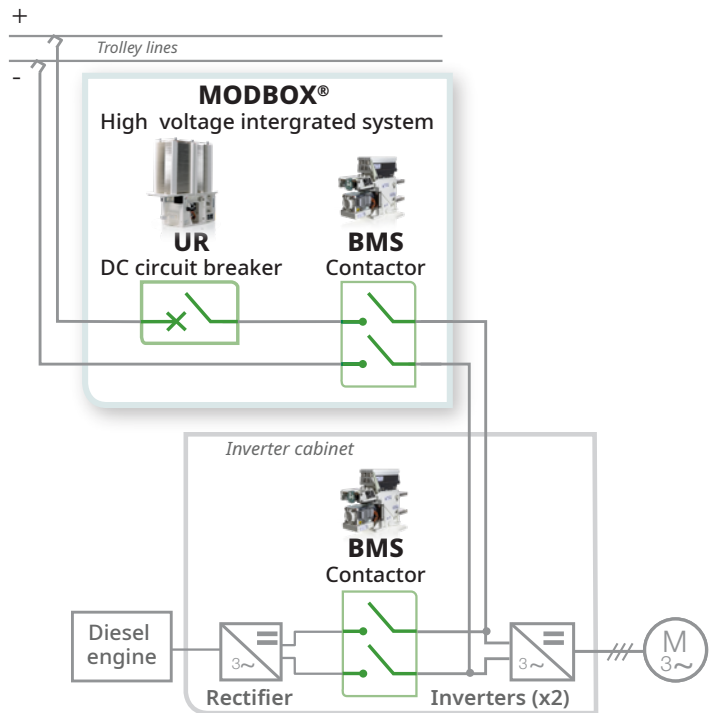 +
Trolley lines
-
MODBOX®
High voltage intergrated system
UR
DC circuit breaker
BMS
Contactor
Inverter cabinet
BMS
Contactor
Diesel
engine
3~
Rectifier
3~
Inverters (x2)
M
3~